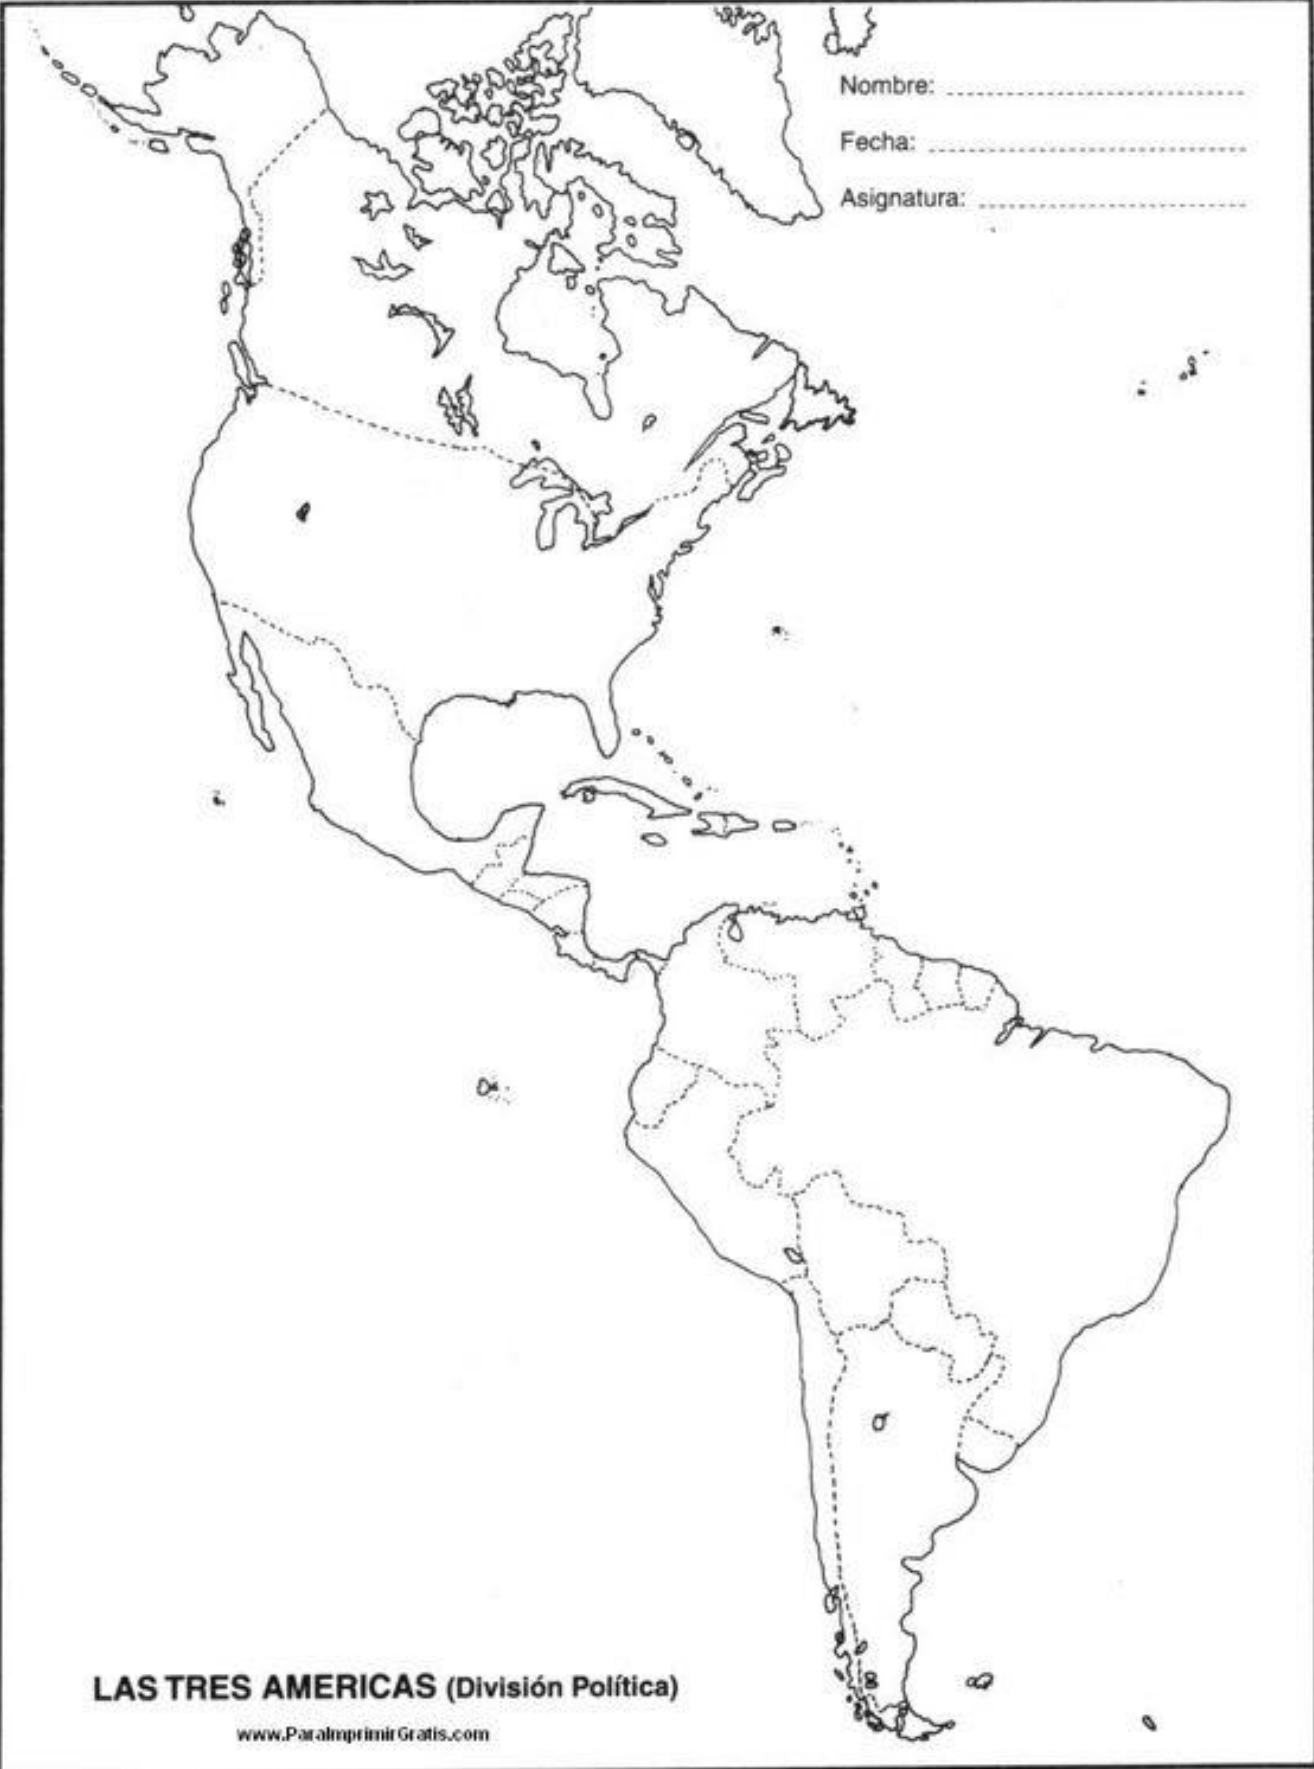 Nombre:
Fecha:
Asignatura:
LAS TRES AMERICAS (División Política)
www.ParaImprimirGratis.com